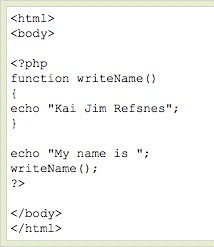 <html>
<body>
<?php
function writeName()
{
echo "Kai Jim Refsnes";
}
echo "My name is ";
writeName();
?>
</body>
</html>